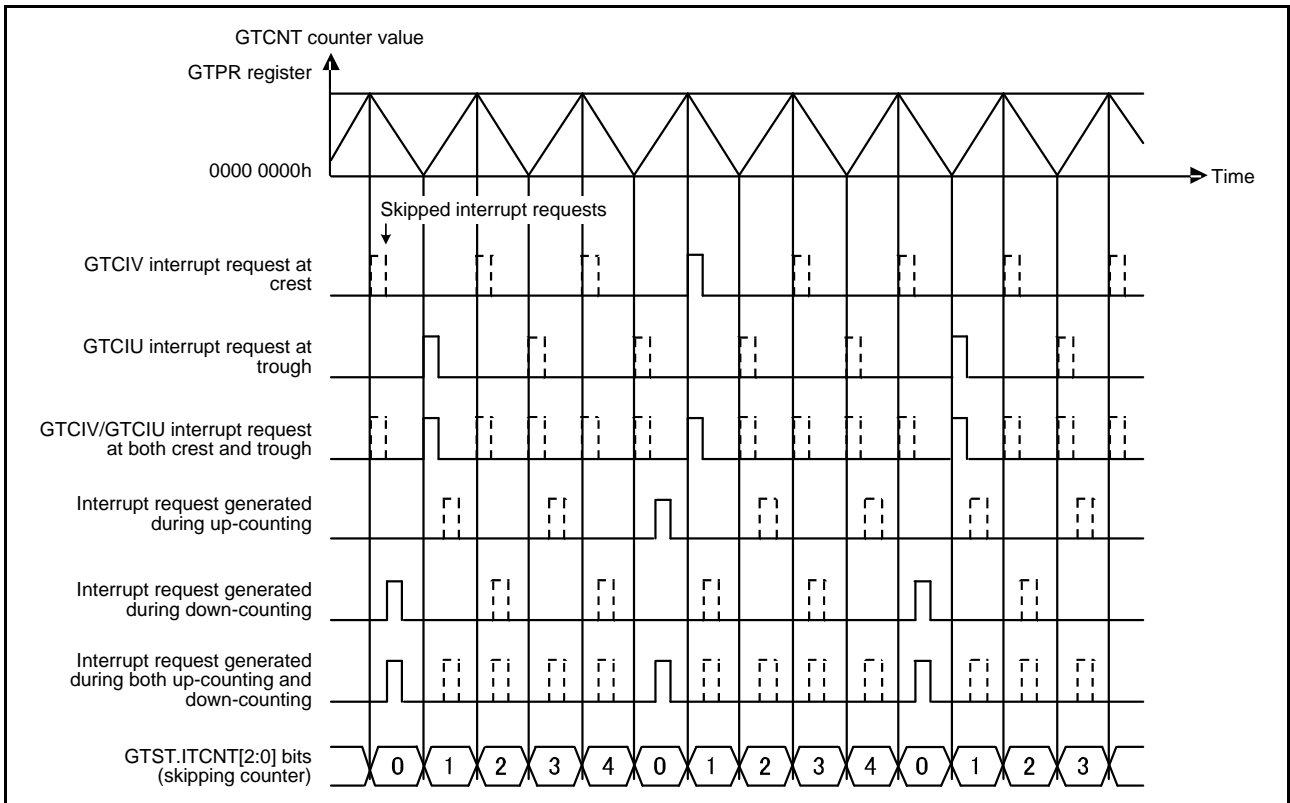 GTCNT counter value
GTPR register
0000 0000h
Time
Skipped interrupt requests
GTCIV interrupt request at
crest
GTCIU interrupt request at
trough
GTCIV/GTCIU interrupt request
at both crest and trough
Interrupt request generated
during up-counting
Interrupt request generated
during down-counting
Interrupt request generated
during both up-counting and
down-counting
GTST.ITCNT[2:0] bits
(skipping counter)
0 1 2 3 4 0 1 2 3 4 0 1 2 3